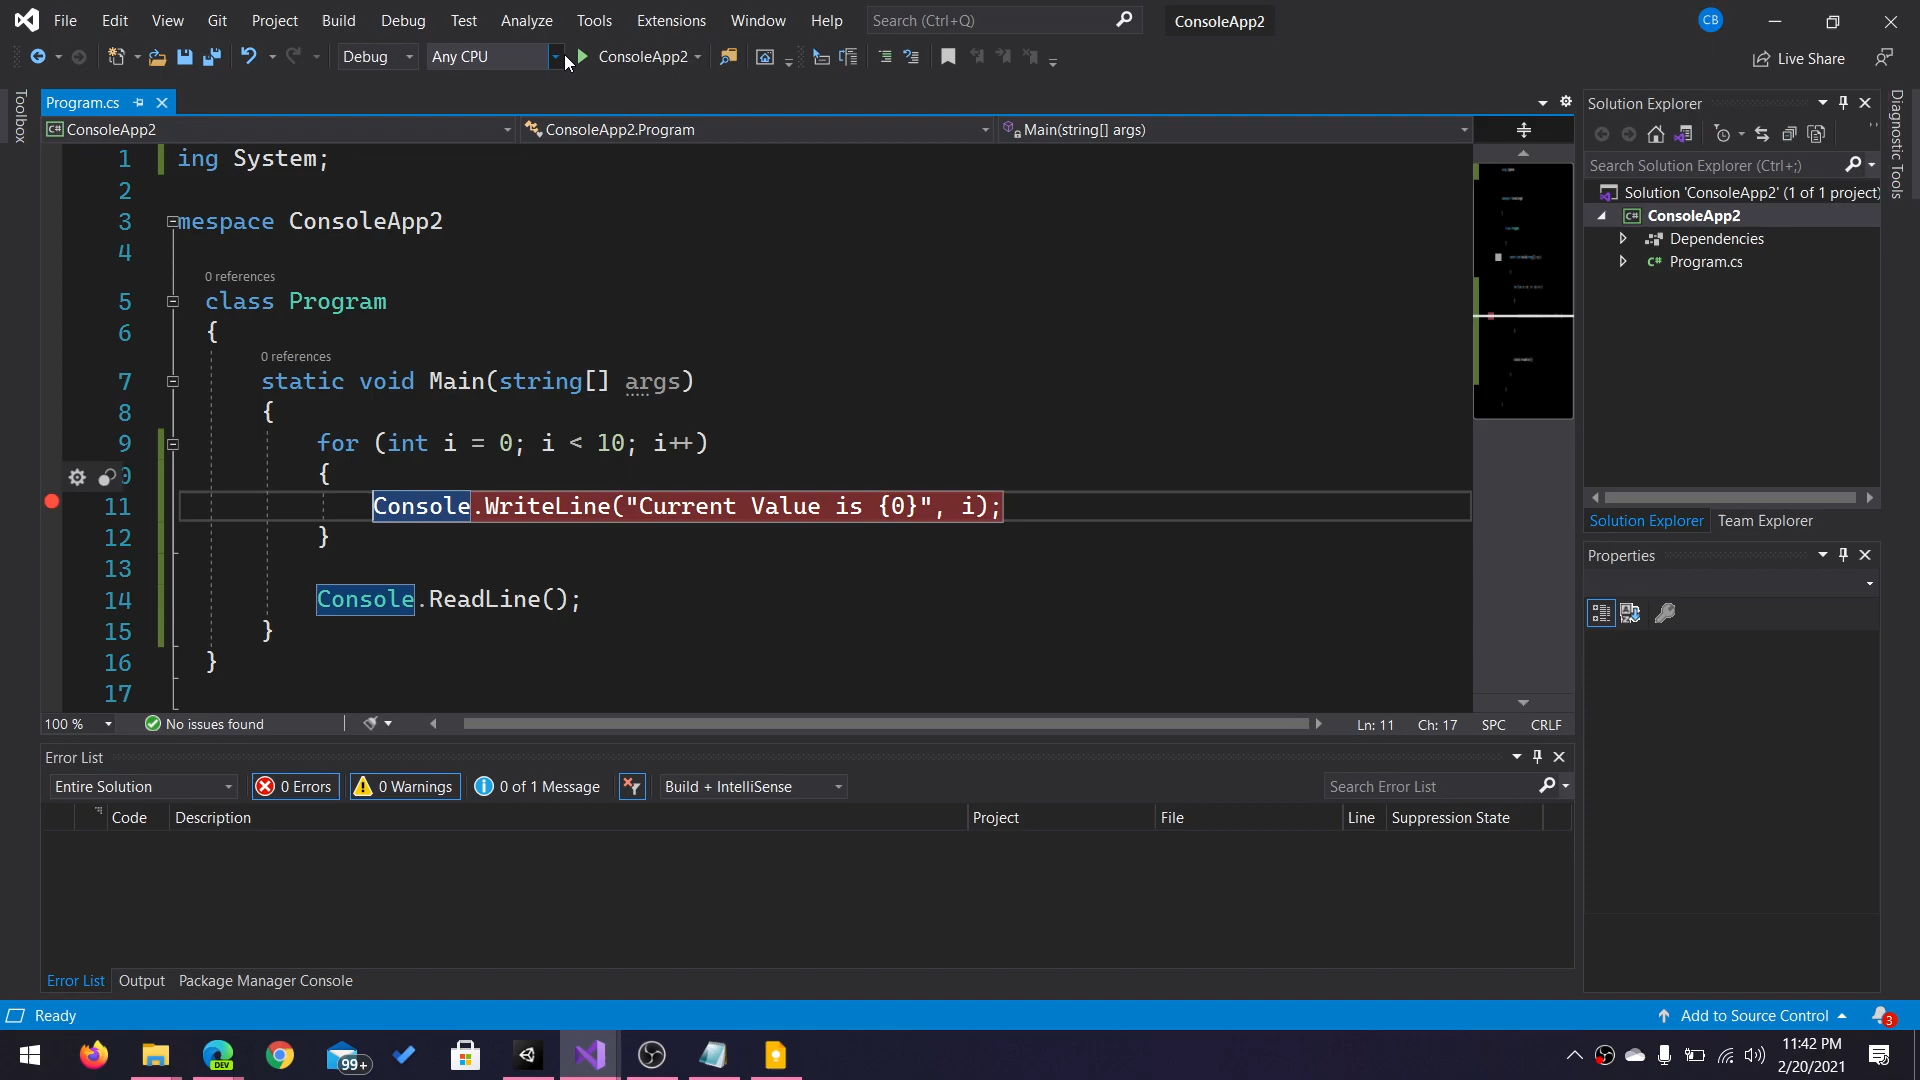 File Edit View Git Project Build Debug Test Analyze Tools Extensions Window Help Search (Ctrl+Q) ConsoleApp2 CB
Debug Any CPU ConsoleApp2 Live Share
Toolbox
Program.cs
ConsoleApp2 ConsoleApp2.Program Main(string[] args)
1 ing System;
2
3 mespace ConsoleApp2
4
0 references
5 class Program
6 {
0 references
7 static void Main(string[] args)
8 {
9 for (int i = 0; i < 10; i++)
0 {
11 Console.WriteLine("Current Value is {0}", i);
12 }
13
14 Console.ReadLine();
15 }
16 }
17
100 % No issues found Ln: 11 Ch: 17 SPC CRLF
Solution Explorer
Search Solution Explorer (Ctrl+;)
Solution 'ConsoleApp2' (1 of 1 project)
C# ConsoleApp2
Dependencies
C# Program.cs
Solution Explorer Team Explorer
Properties
Diagnostic Tools
Error List
Entire Solution 0 Errors 0 Warnings 0 of 1 Message Build + IntelliSense Search Error List
Code Description Project File Line Suppression State
Error List Output Package Manager Console
Ready Add to Source Control 3
DEV 99+ 11:42 PM
2/20/2021